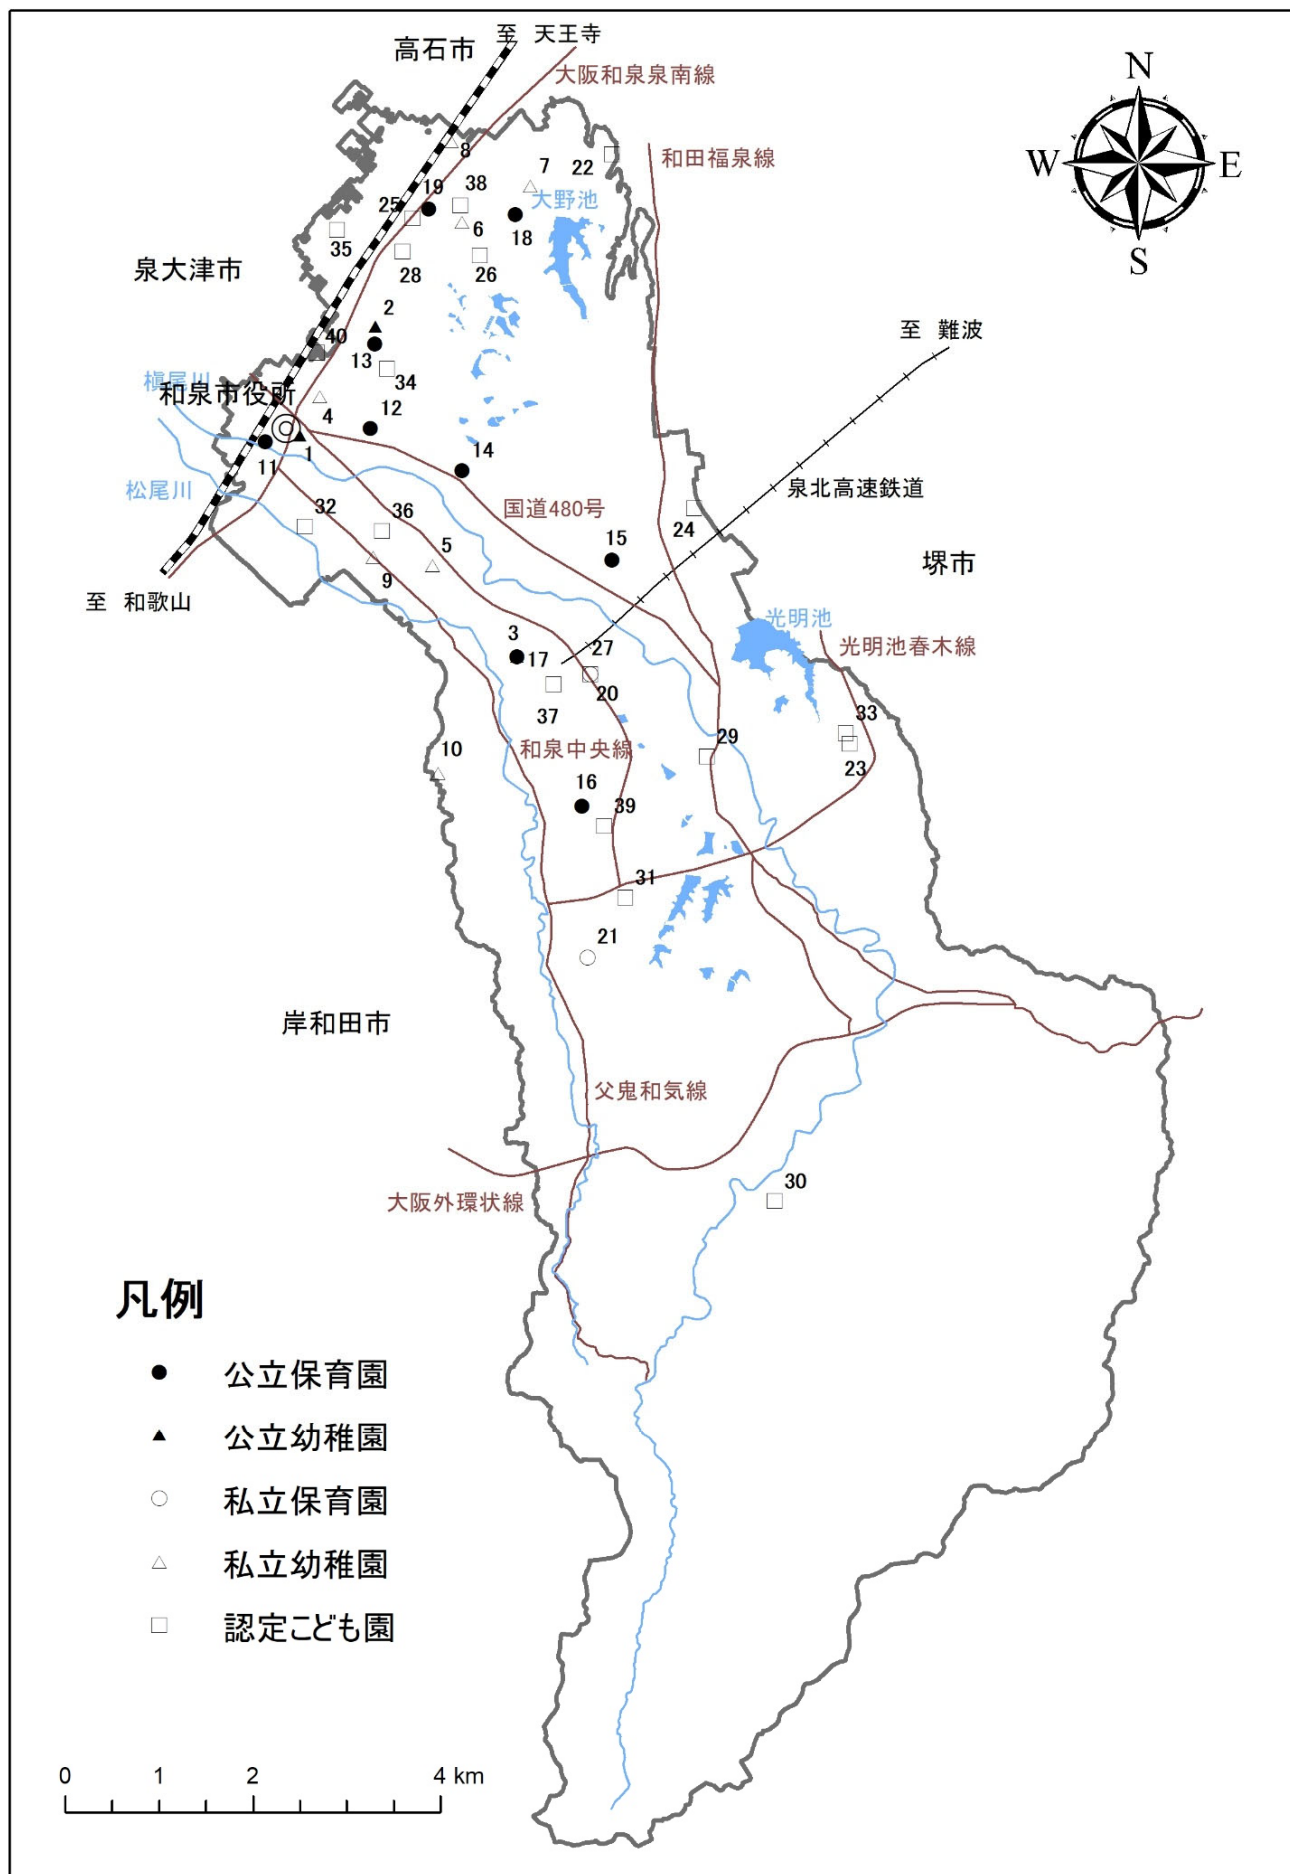 高石市
至 天王寺
大阪和泉泉南線
N
W
E
S
8
7
22
和田福泉線
大野池
25
19
38
18
6
35
28
26
泉大津市
2
至 難波
40
13
34
槇尾川
和泉市役所
4
12
1
11
14
泉北高速鉄道
松尾川
32
36
国道480号
24
15
5
9
堺市
至 和歌山
光明池
3
17
27
光明池春木線
20
37
33
和泉中央線
29
23
10
16
39
31
21
岸和田市
父鬼和気線
30
大阪外環状線
凡例
公立保育園
公立幼稚園
私立保育園
私立幼稚園
認定こども園
0 1 2 4 km